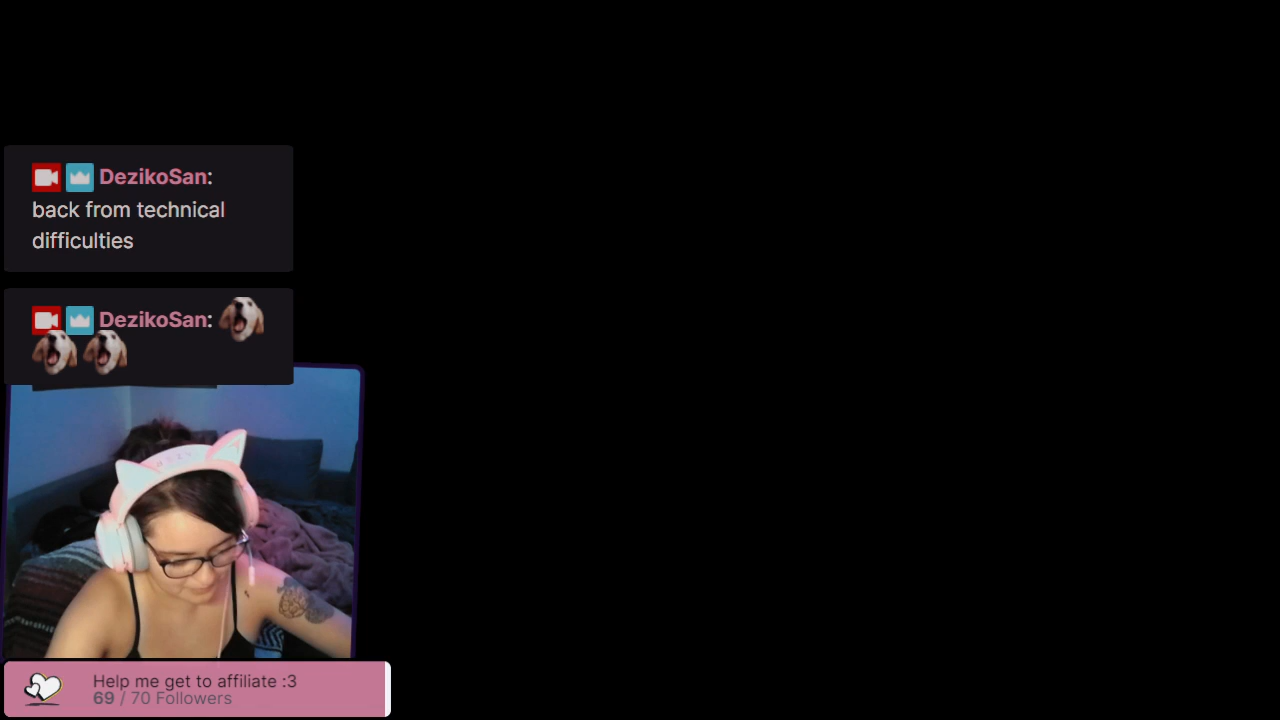 DezikoSan:
back from technical
difficulties
DezikoSan:
Help me get to affiliate :3
69 / 70 Followers